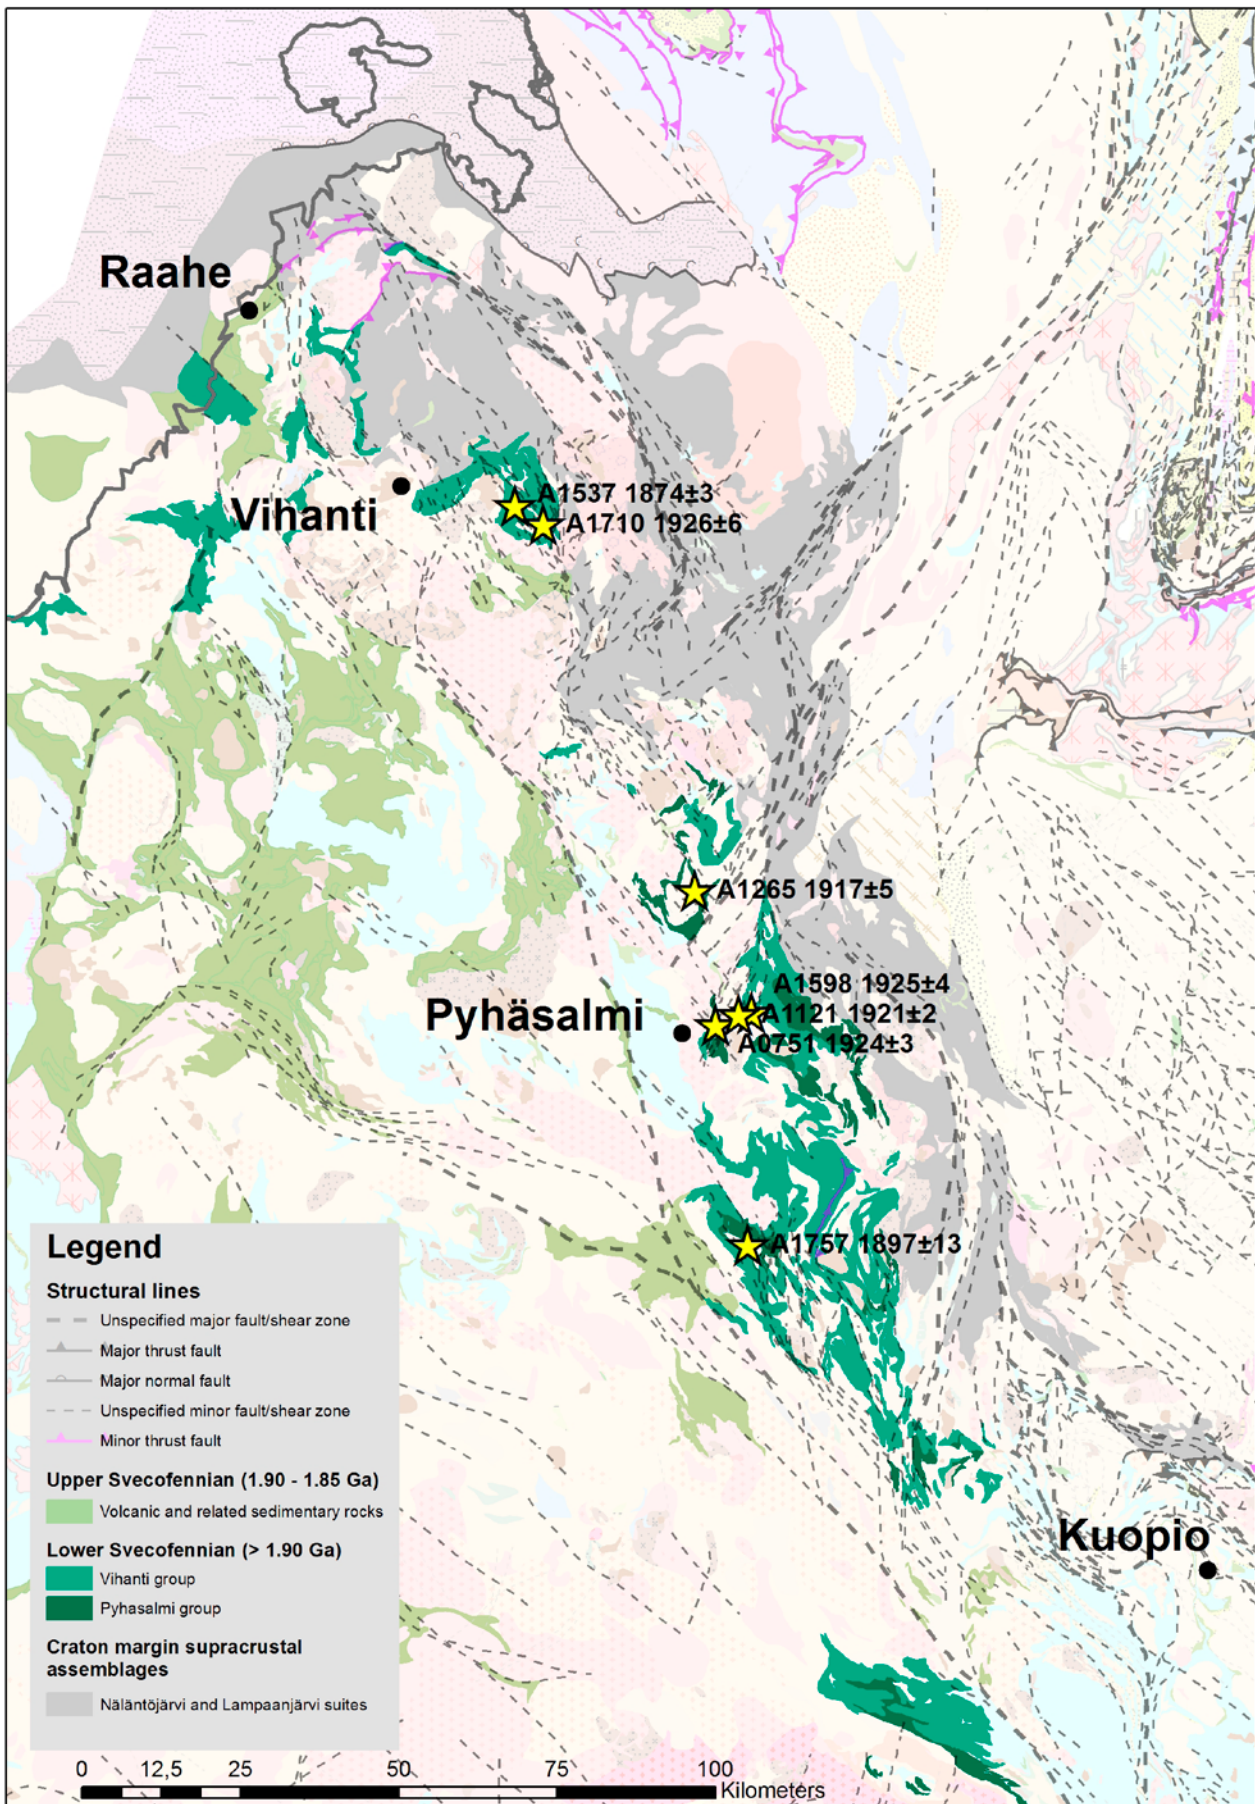 Raahe
Vihanti
A1537 1874±3
A1710 1926±6
A1265 1917±5
A1598 1925±4
Pyhäsalmi
A1121 1921±2
A0751 1924±3
A1757 1897±13
Kuopio
Legend
Structural lines
Unspecified major fault/shear zone
Major thrust fault
Major normal fault
Unspecified minor fault/shear zone
Minor thrust fault
Upper Svecofennian (1.90 - 1.85 Ga)
Volcanic and related sedimentary rocks
Lower Svecofennian (> 1.90 Ga)
Vihanti group
Pyhasalmi group
Craton margin supracrustal
assemblages
Näläntöjärvi and Lampaanjärvi suites
0 12,5 25 50 75 100
Kilometers